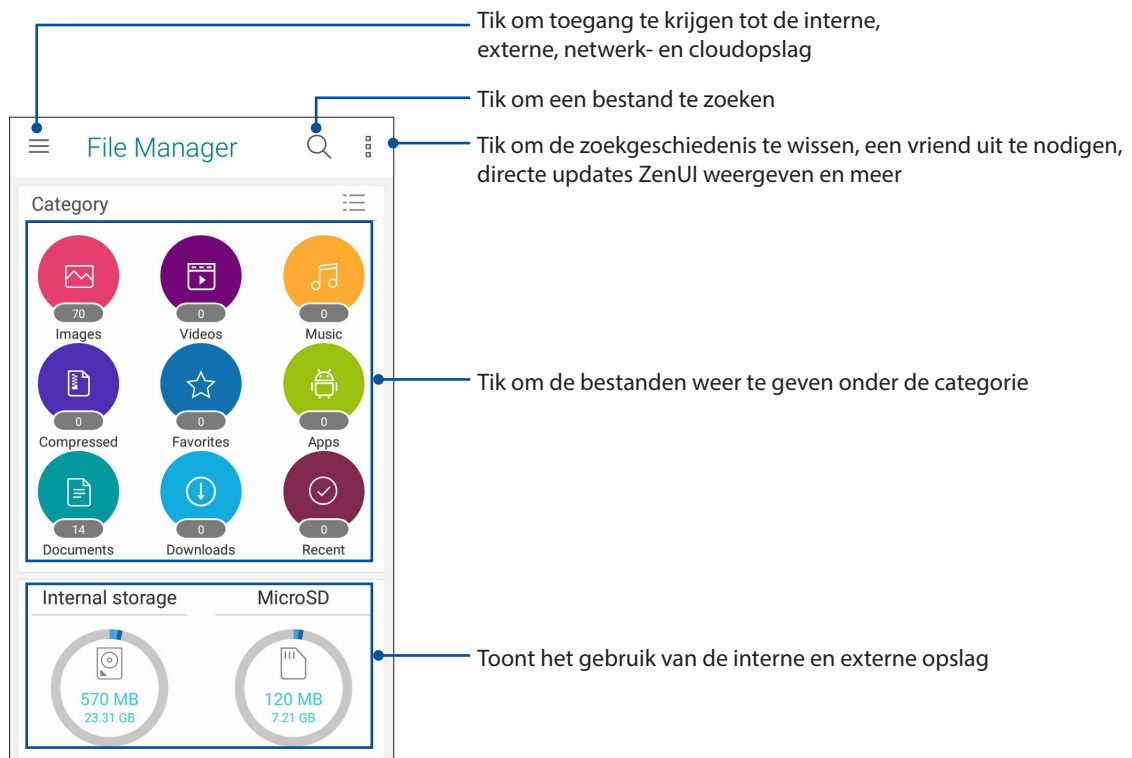 Tik om toegang te krijgen tot de interne,
externe, netwerk- en cloudopslag
Tik om een bestand te zoeken
File Manager
Tik om de zoekgeschiedenis te wissen, een vriend uit te nodigen,
directe updates ZenUI weergeven en meer
Category
70 0 0
Images Videos Music
0 0 0
Compressed Favorites Apps
Tik om de bestanden weer te geven onder de categorie
14 0 0
Documents Downloads Recent
Internal storage MicroSD
570 MB 120 MB
23.31 GB 7.21 GB
Toont het gebruik van de interne en externe opslag